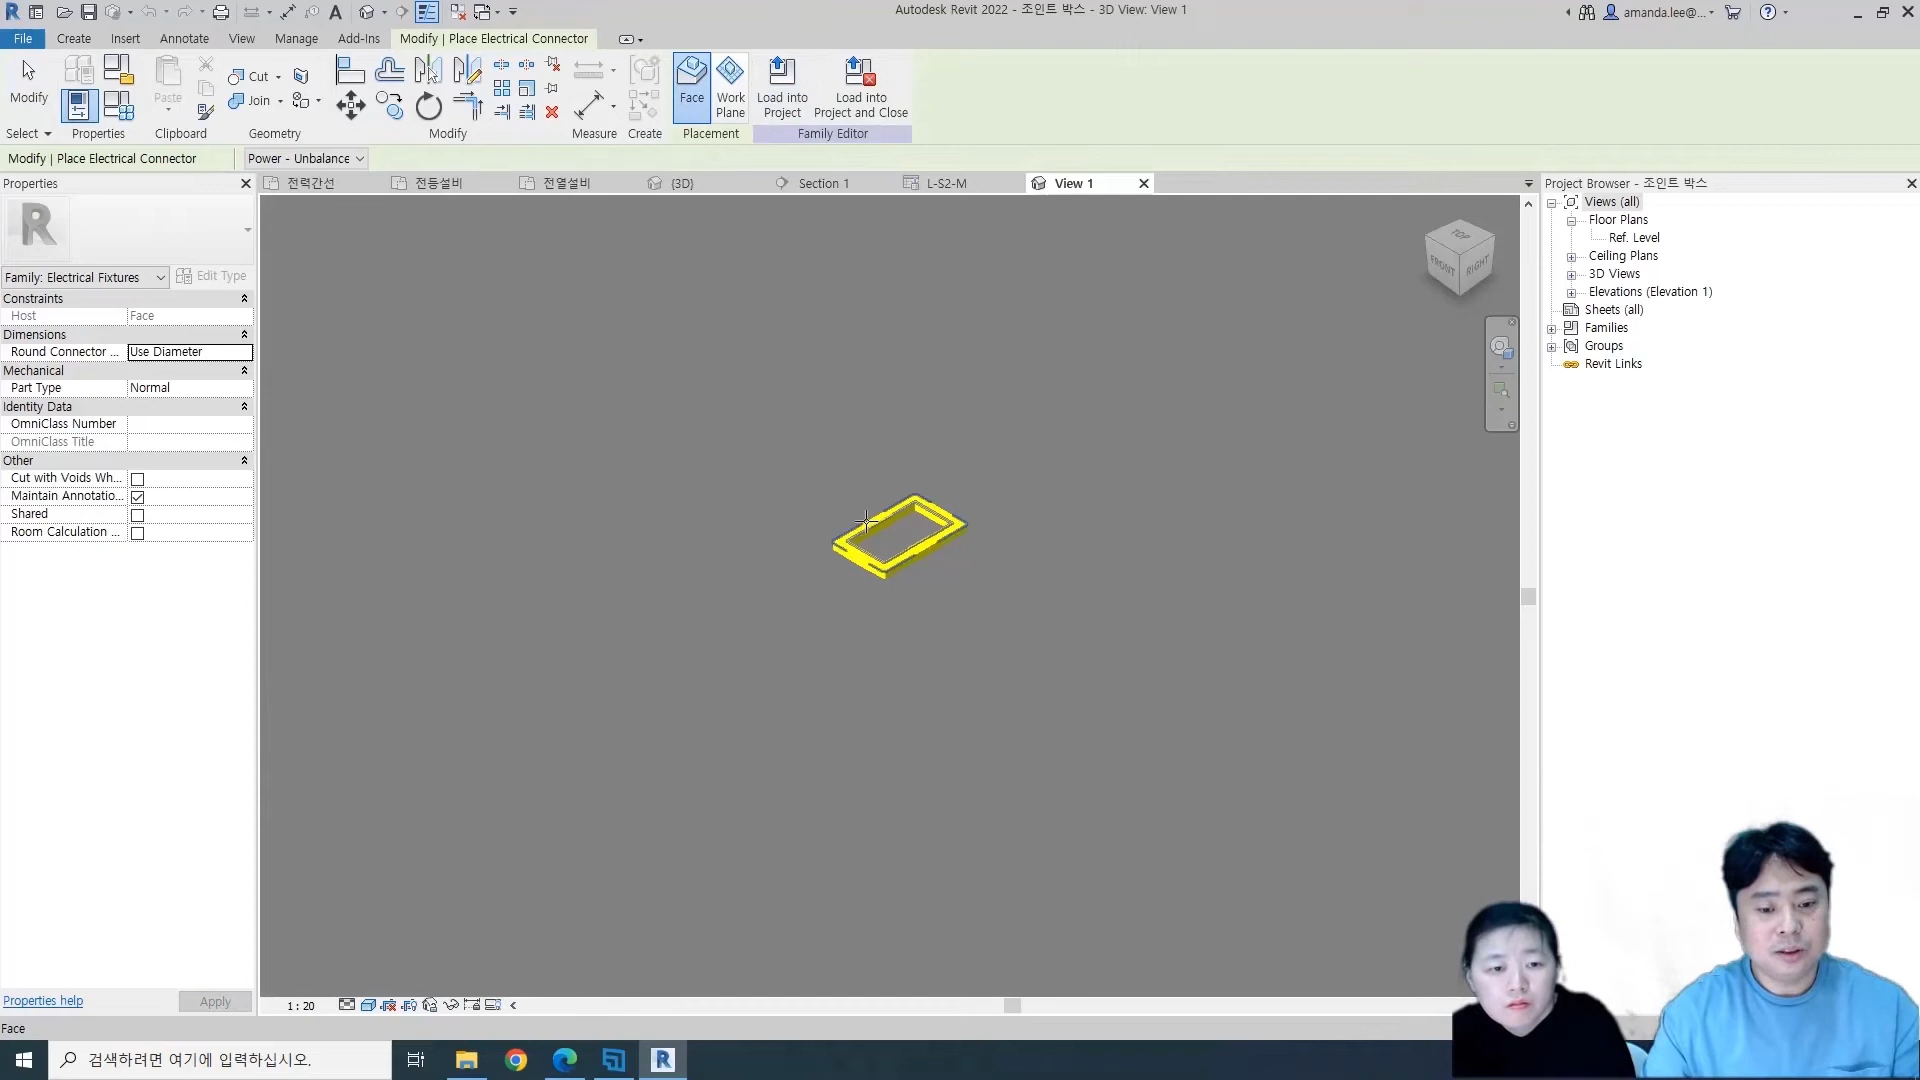 Autodesk Revit 2022 - 조인트 박스 - 3D View: View 1
amanda.lee@...
File
Create
Insert
Annotate
View
Manage
Add-Ins
Modify | Place Electrical Connector
Modify
Paste
Cut
Join
Face
Work Plane
Load into Project
Load into Project and Close
Select
Properties
Clipboard
Geometry
Modify
Measure
Create
Placement
Family Editor
Modify | Place Electrical Connector
Power - Unbalance
Properties
전력간선
전등설비
전열설비
{3D}
Section 1
L-S2-M
View 1
Project Browser - 조인트 박스
R
Family: Electrical Fixtures
Edit Type
Constraints
Host Face
Dimensions
Round Connector ... Use Diameter
Mechanical
Part Type Normal
Identity Data
OmniClass Number
OmniClass Title
Other
Cut with Voids Wh...
Maintain Annotatio...
Shared
Room Calculation ...
Properties help
Apply
TOP
FRONT
RIGHT
Views (all)
Floor Plans
Ref. Level
Ceiling Plans
3D Views
Elevations (Elevation 1)
Sheets (all)
Families
Groups
Revit Links
1 : 20
Face
검색하려면 여기에 입력하십시오.